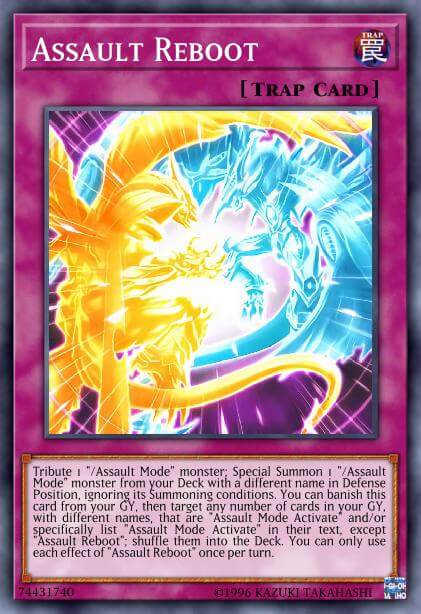 Assault Reboot
TRAP
罠
[Trap Card]
Tribute 1 "/Assault Mode" monster; Special Summon 1 "/Assault
Mode" monster from your Deck with a different name in Defense
Position, ignoring its Summoning conditions. You can banish
this card from your GY, then target any number of cards in your GY,
with different names, that are "Assault Mode Activate" and/or
specifically list "Assault Mode Activate" in their text, except
"Assault Reboot"; shuffle them into the Deck. You can only use
each effect of "Assault Reboot" once per turn.
74431740
©1996 KAZUKI TAKAHASHI